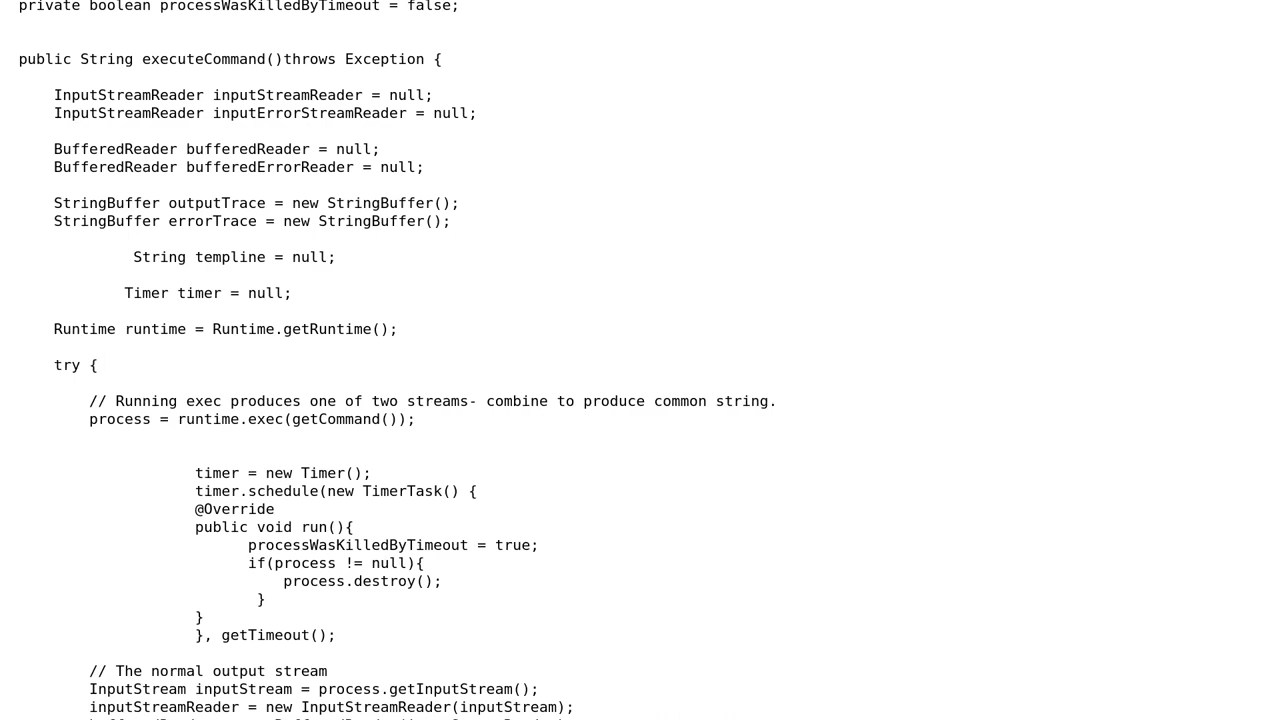 private boolean processWasKilledByTimeout = false;
public String executeCommand()throws Exception {
InputStreamReader inputStreamReader = null;
InputStreamReader inputErrorStreamReader = null;
BufferedReader bufferedReader = null;
BufferedReader bufferedErrorReader = null;
StringBuffer outputTrace = new StringBuffer();
StringBuffer errorTrace = new StringBuffer();
String templine = null;
Timer timer = null;
Runtime runtime = Runtime.getRuntime();
try {
// Running exec produces one of two streams- combine to produce common string.
process = runtime.exec(getCommand());
timer = new Timer();
timer.schedule(new TimerTask() {
@Override
public void run(){
processWasKilledByTimeout = true;
if(process != null){
process.destroy();
}
}
}, getTimeout();
// The normal output stream
InputStream inputStream = process.getInputStream();
inputStreamReader = new InputStreamReader(inputStream);